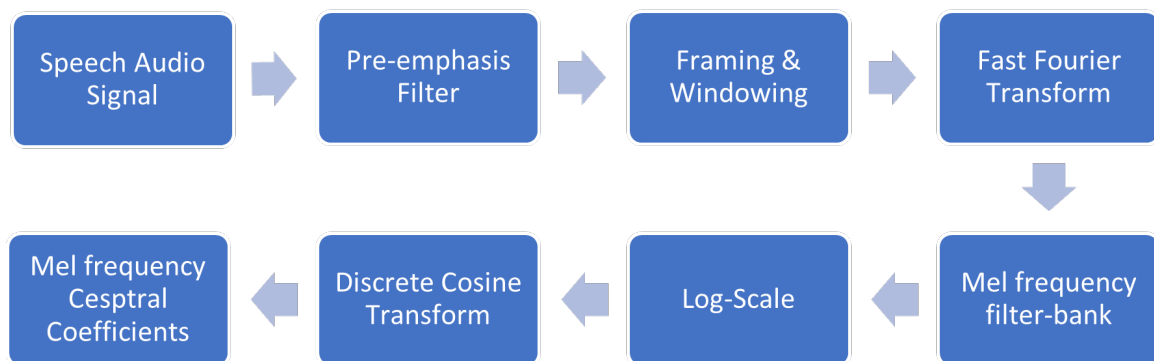 Speech Audio
Signal
Pre-emphasis
Filter
Framing &
Windowing
Fast Fourier
Transform
Mel frequency
filter-bank
Log-Scale
Discrete Cosine
Transform
Mel frequency
Cesptral
Coefficients